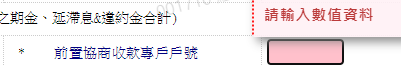 之期金、延滯息&違約金合計）
請輸入數值資料
* 前置協商收款專戶戶號